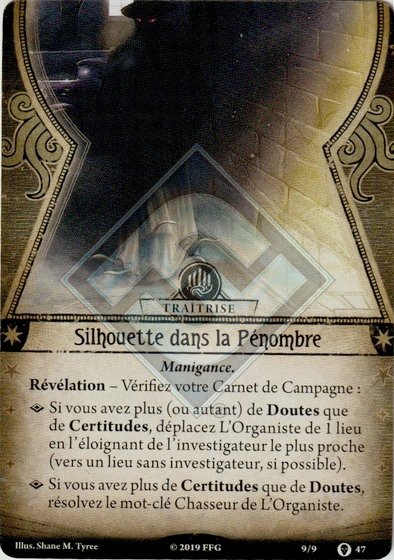 TRAÎTRISE
Silhouette dans la Pénombre
Manigance.
Révélation – Vérifiez votre Carnet de Campagne :
Si vous avez plus (ou autant) de Doutes que
de Certitudes, déplacez L'Organiste de 1 lieu
en l'éloignant de l'investigateur le plus proche
(vers un lieu sans investigateur, si possible).
Si vous avez plus de Certitudes que de Doutes,
résolvez le mot-clé Chasseur de L'Organiste.
Illus. Shane M. Tyree © 2019 FFG 9/9 47